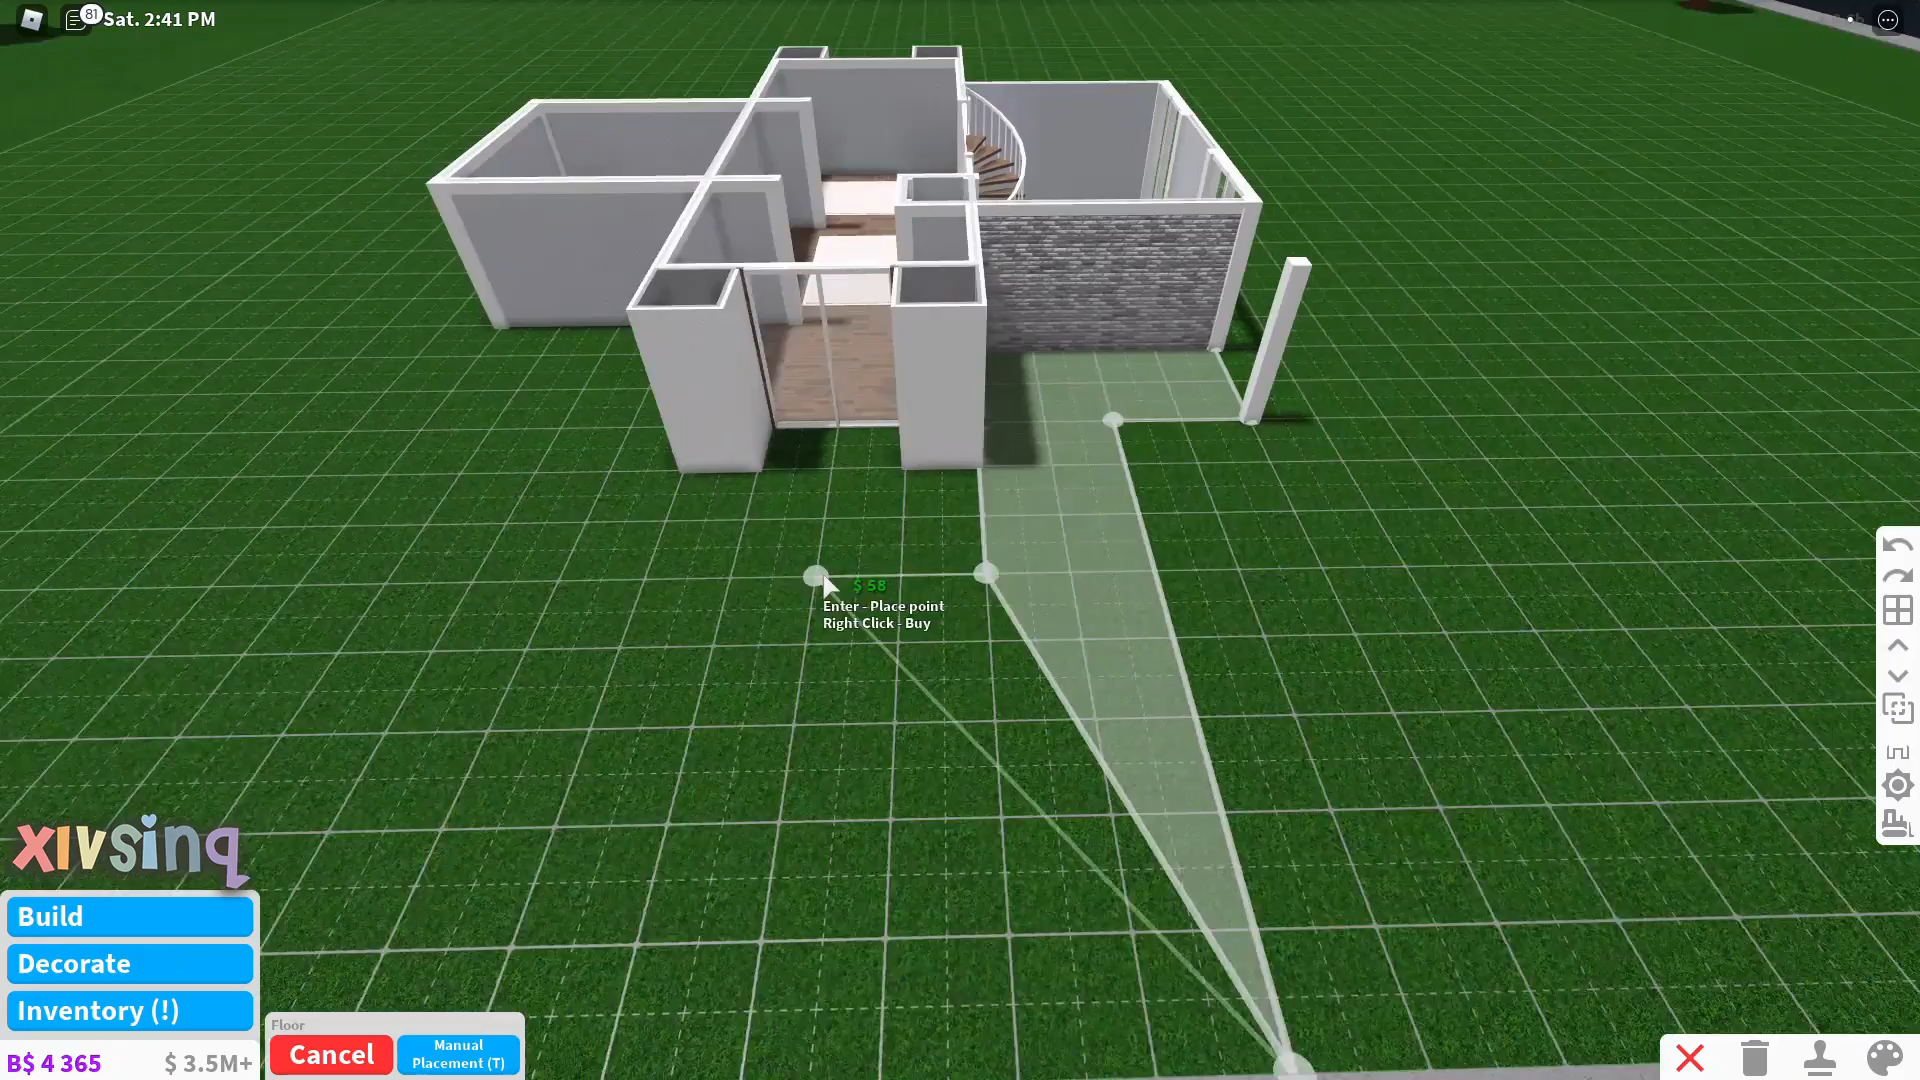 81
Sat. 2:41 PM
$ 58
Enter - Place point
Right Click - Buy
xıvsinq
Build
Decorate
Inventory (!)
Floor
Cancel
Manual
Placement (T)
B$ 4 365
$ 3.5M+